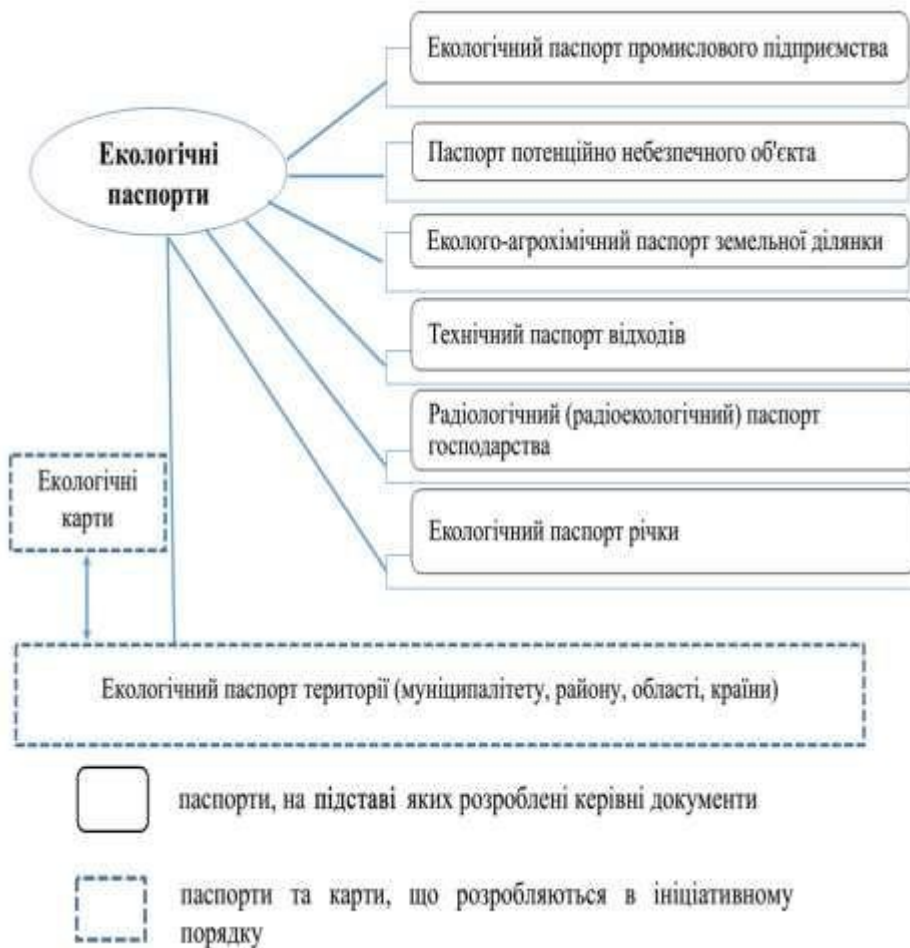 Екологічний паспорт промислового підприємства
Екологічні
паспорти
Паспорт потенційно небезпечного об'єкта
Еколого-агрохімічний паспорт земельної ділянки
Технічний паспорт відходів
Радіологічний (радіоекологічний) паспорт
господарства
Екологічні
карти
Екологічний паспорт річки
Екологічний паспорт території (муніципалітету, району, області, країни)
паспорти, на підставі яких розроблені керівні документи
паспорти та карти, що розробляються в ініціативному
порядку